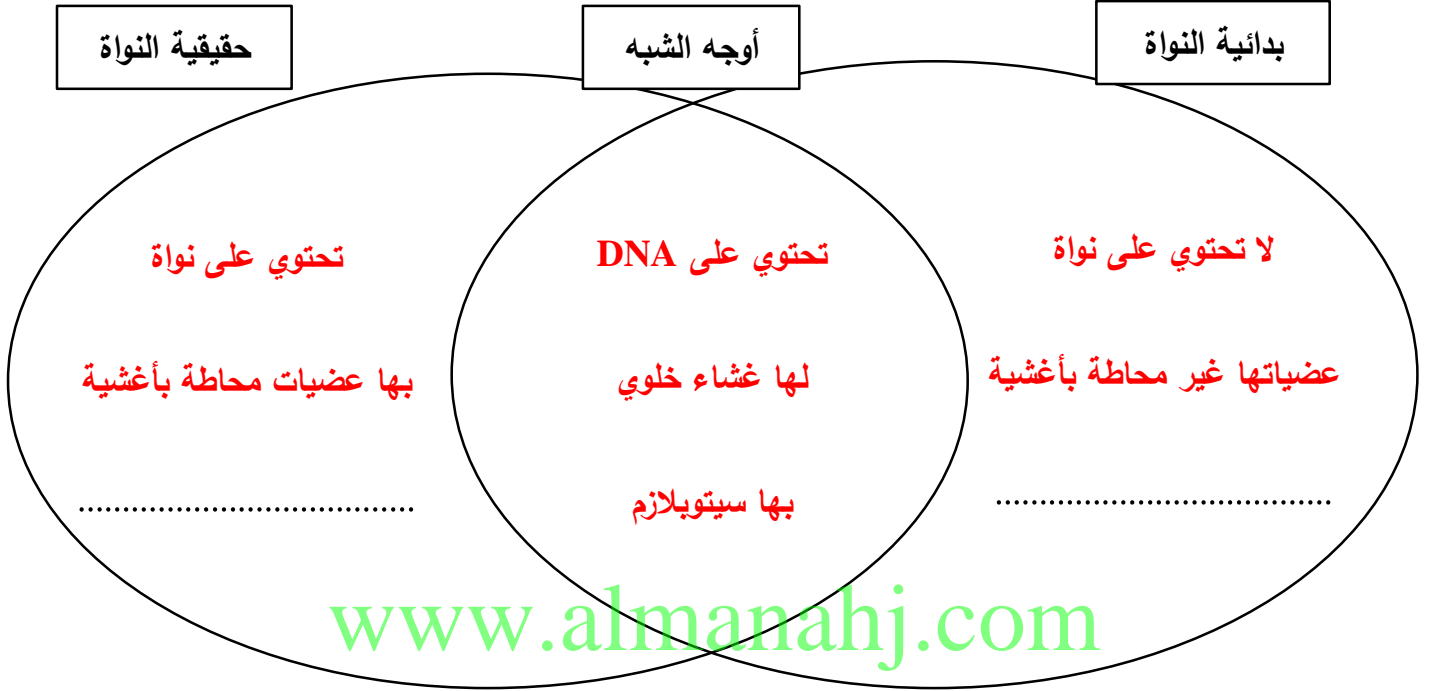 بدائية النواة
أوجه الشبه
حقيقية النواة
لا تحتوي على نواة
تحتوي على DNA
تحتوي على نواة
عضياتها غير محاطة بأغشية
لها غشاء خلوي
بها عضيات محاطة بأغشية
......................................
بها سيتوبلازم
......................................
www.almanahj.com